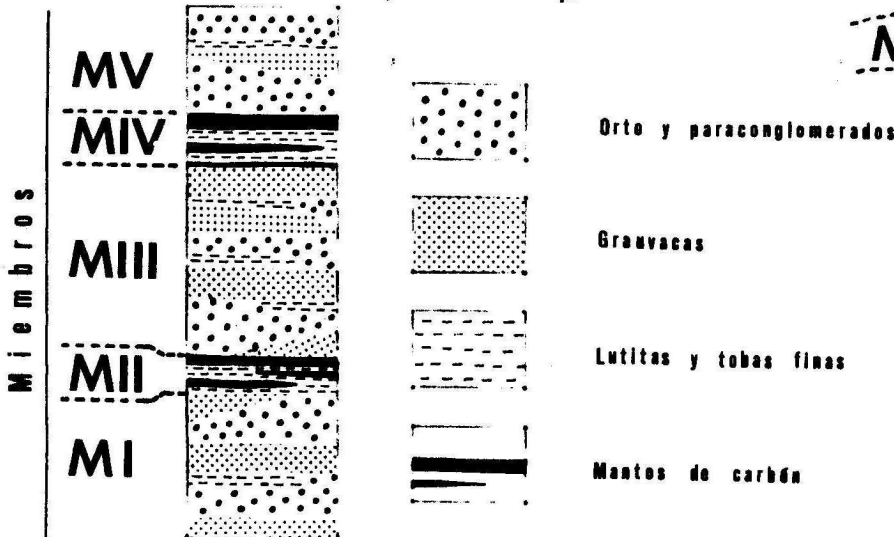 Miembros
MV
MIV
MIII
MII
MI
Orto y paraconglomerados
Grauvacas
Lutitas y tobas finas
Mantos de carbón